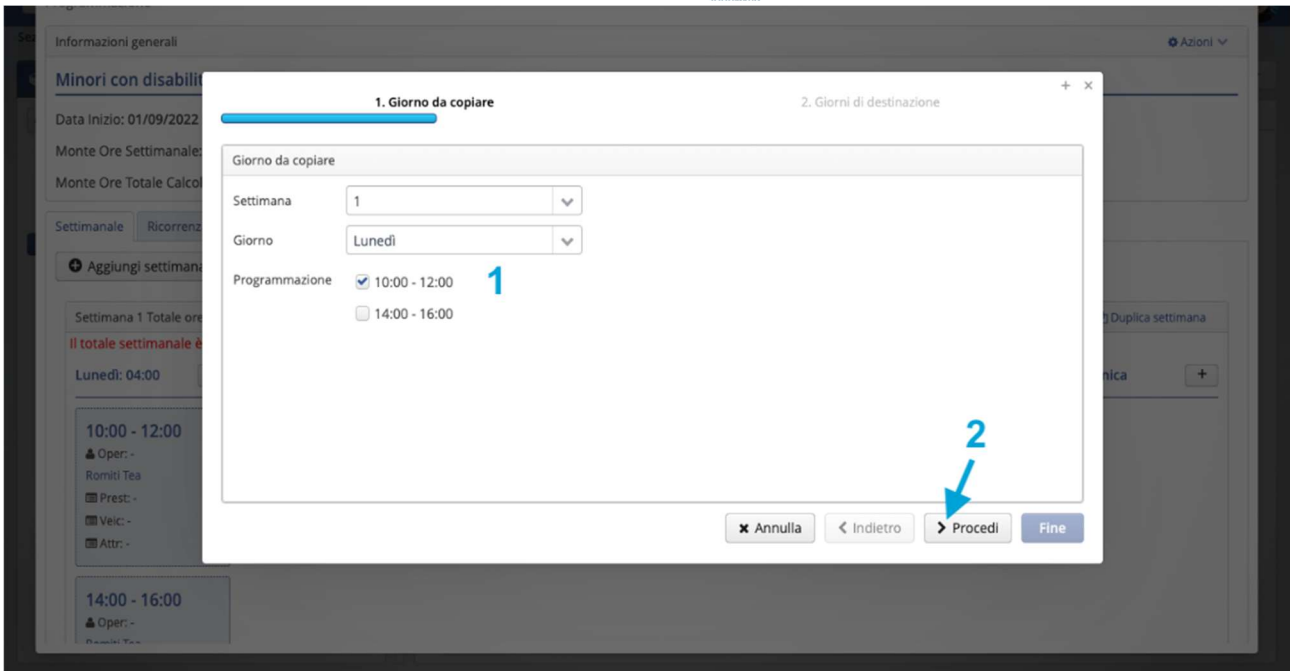 Informazioni generali
Azioni
Minori con disabilit
1. Giorno da copiare
2. Giorni di destinazione
Data Inizio: 01/09/2022
Monte Ore Settimanale:
Giorno da copiare
Monte Ore Totale Calcol
Settimana 1
Settimanale Ricorrenz
Giorno Lunedì
Aggiungi settimana
Programmazione 10:00 - 12:00
1
14:00 - 16:00
Settimana 1 Totale ore
Duplica settimana
Il totale settimanale è
Lunedì: 04:00
nica +
10:00 - 12:00
Oper: -
Romiti Tea
Prest: -
Veic: -
Attr: -
2
Annulla
Indietro
Procedi
Fine
14:00 - 16:00
Oper: -